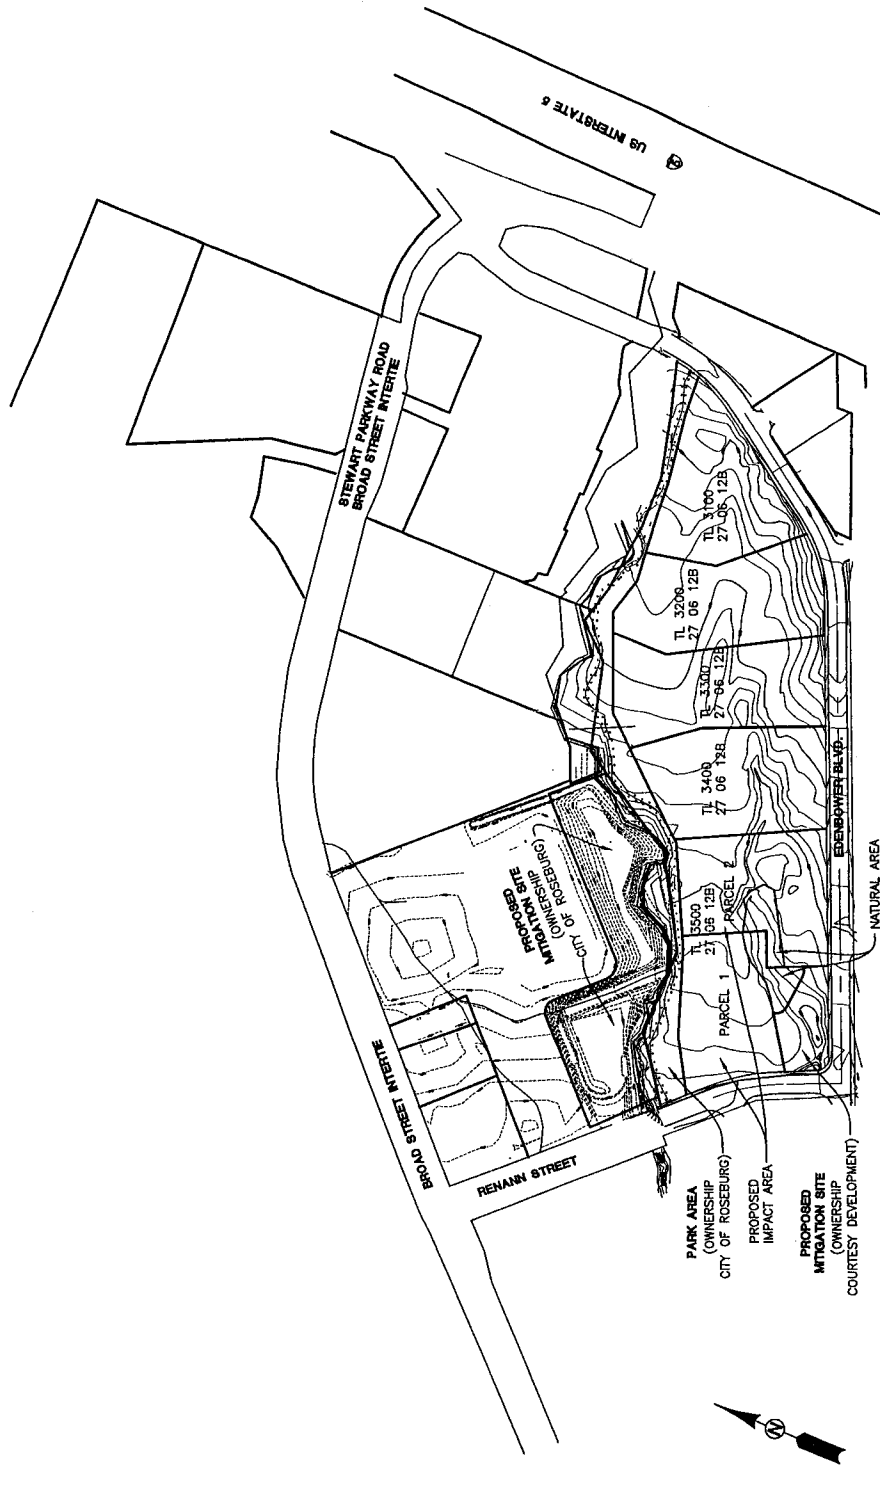 US INTERSTATE 5
STEWART PARKWAY ROAD
BROAD STREET INTERTIE
TL 3100
27 06 12B
TL 3200
27 06 12B
TL 3300
27 06 12B
TL 3400
27 06 12B
EDENBOWER BLVD.
PROPOSED
MITIGATION SITE
(OWNERSHIP
CITY OF ROSEBURG)
TL 3500
27 06 12B
PARCEL 2
PARCEL 1
NATURAL AREA
BROAD STREET INTERTIE
RENANN STREET
PARK AREA
(OWNERSHIP
CITY OF ROSEBURG)
PROPOSED
IMPACT AREA
PROPOSED
MITIGATION SITE
(OWNERSHIP
COURTESY DEVELOPMENT)
N